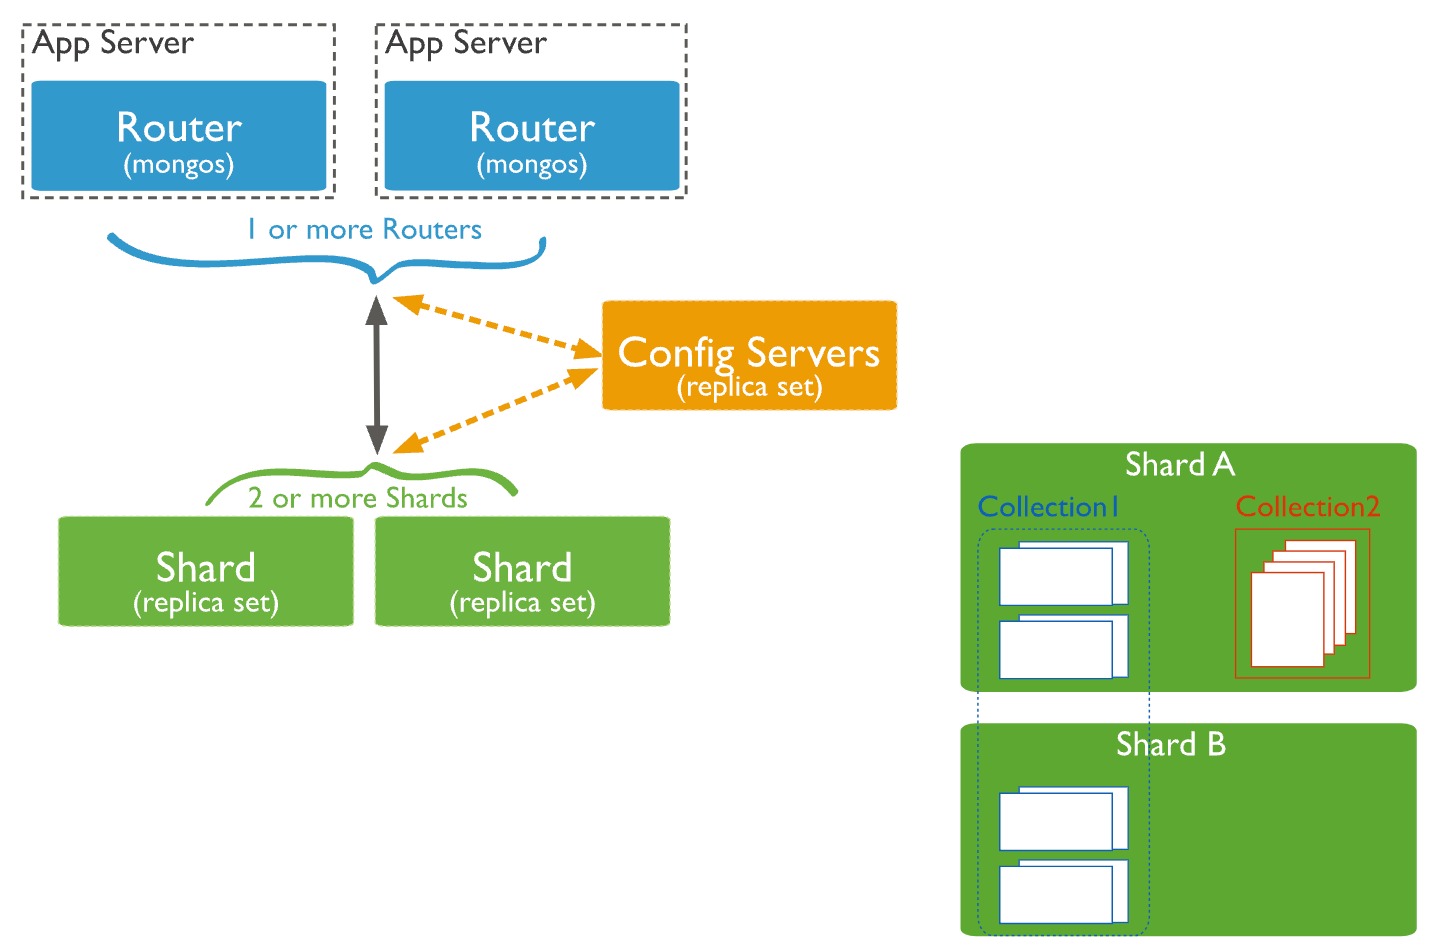 App Server
Router
(mongos)
App Server
Router
(mongos)
1 or more Routers
Config Servers
(replica set)
2 or more Shards
Shard
(replica set)
Shard
(replica set)
Shard A
Collection1
Collection2
Shard B